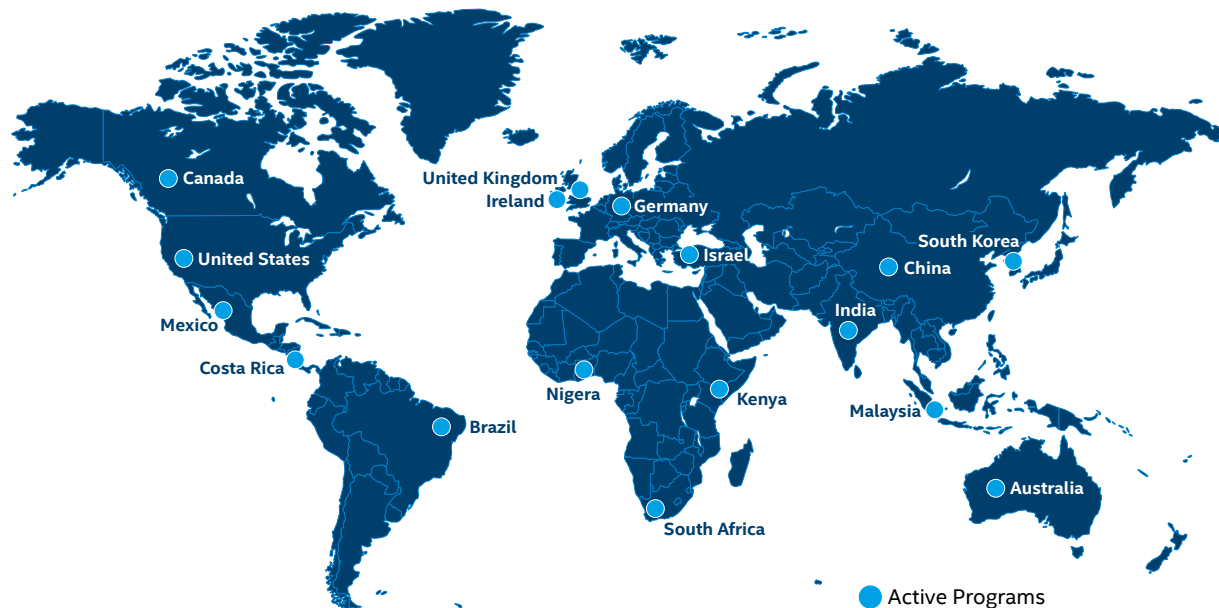 United Kingdom
Canada
Ireland
Germany
South Korea
Israel
United States
China
India
Mexico
Costa Rica
Nigera
Kenya
Malaysia
Brazil
Australia
South Africa
Active Programs